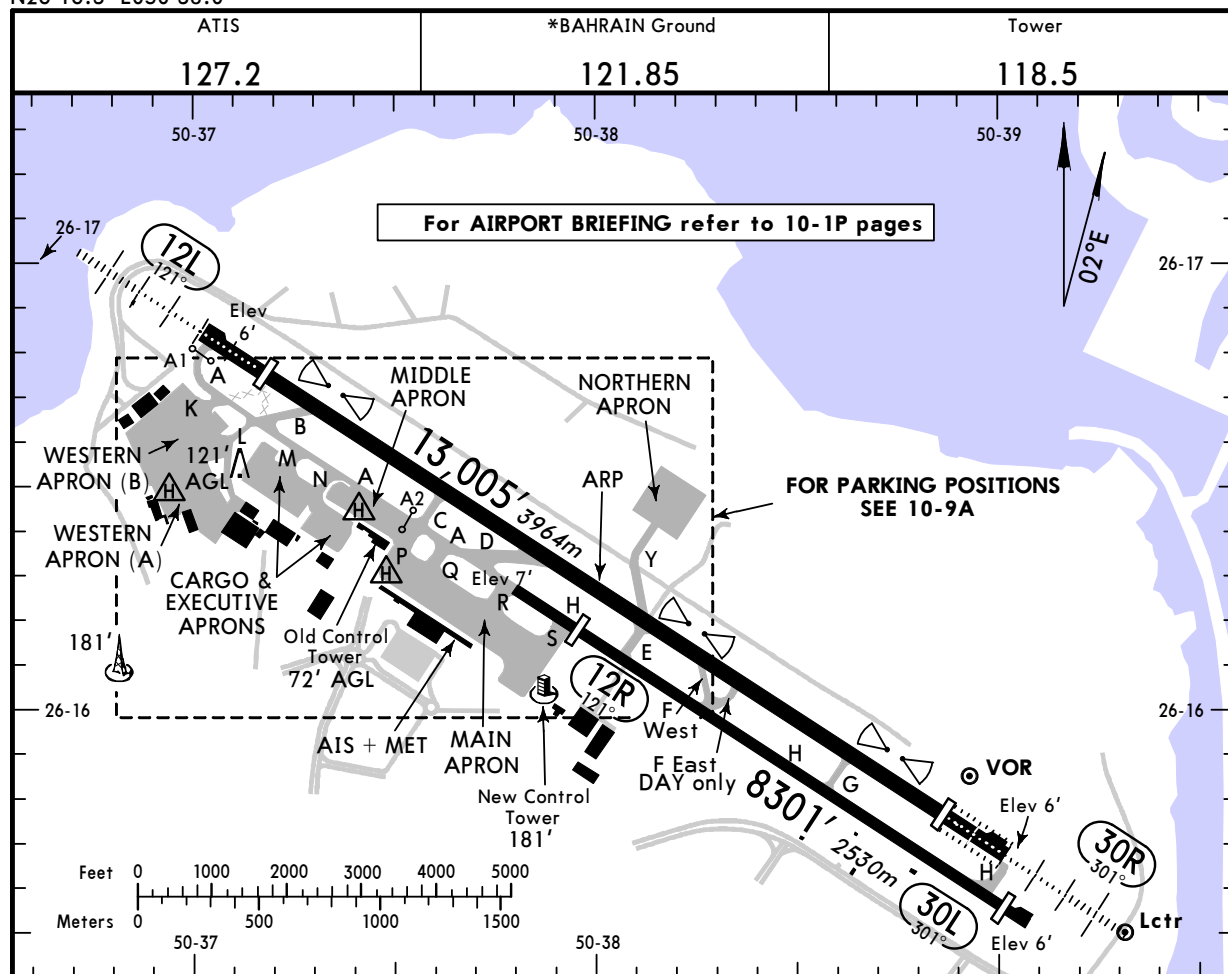 ATIS
127.2
*BAHRAIN Ground
121.85
Tower
118.5
50-37
50-38
50-39
02°E
For AIRPORT BRIEFING refer to 10-1P pages
26-17
26-17
12L
121°
Elev
6'
A1
A
MIDDLE
APRON
NORTHERN
APRON
K
B
L
13,005' 3964m
ARP
WESTERN
APRON (B)
121'
AGL
M
N
A
A2
FOR PARKING POSITIONS
SEE 10-9A
H
H
C
A
D
WESTERN
APRON (A)
P
Q
Y
H
Elev 7'
CARGO &
EXECUTIVE
APRONS
R
H
S
E
Old Control
Tower
72' AGL
181'
12R
121°
F
West
26-16
26-16
AIS + MET
MAIN
APRON
F East
DAY only
H
G
VOR
New Control
Tower
181'
8301' 2530m
Elev 6'
30R
301°
H
Feet 0 1000 2000 3000 4000 5000
Meters 0 500 1000 1500
30L
301°
Lctr
Elev 6'
50-37
50-38